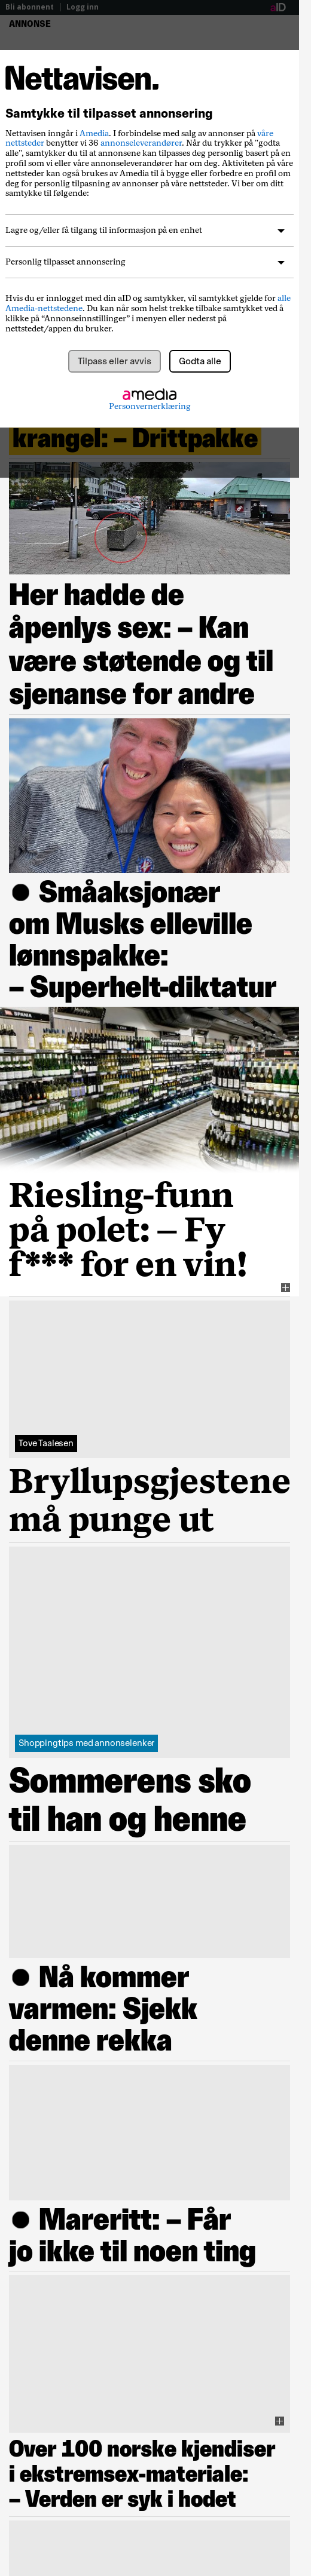 Bli abonnent | Logg inn
aID
ANNONSE
Nettavisen.
Samtykke til tilpasset annonsering
Nettavisen inngår i Amedia. I forbindelse med salg av annonser på våre
nettsteder benytter vi 36 annonseleverandører. Når du trykker på "godta
alle", samtykker du til at annonsene kan tilpasses deg personlig basert på en
profil som vi eller våre annonseleverandører har om deg. Aktiviteten på våre
nettsteder kan også brukes av Amedia til å bygge eller forbedre en profil om
deg for personlig tilpasning av annonser på våre nettsteder. Vi ber om ditt
samtykke til følgende:
Lagre og/eller få tilgang til informasjon på en enhet
Personlig tilpasset annonsering
Hvis du er innlogget med din aID og samtykker, vil samtykket gjelde for alle
Amedia-nettstedene. Du kan når som helst trekke tilbake samtykket ved å
klikke på “Annonseinnstillinger” i menyen eller nederst på
nettstedet/appen du bruker.
Tilpass eller avvis
Godta alle
amedia
Personvernerklæring
krangel: – Drittpakke
Her hadde de
åpenlys sex: – Kan
være støtende og til
sjenanse for andre
● Småaksjonær
om Musks elleville
lønnspakke:
– Superhelt-diktatur
SPANIA
Riesling-funn
på polet: – Fy
f*** for en vin!
Tove Taalesen
Bryllupsgjestene
må punge ut
Shoppingtips med annonselenker
Sommerens sko
til han og henne
● Nå kommer
varmen: Sjekk
denne rekka
● Mareritt: – Får
jo ikke til noen ting
Over 100 norske kjendiser
i ekstremsex-materiale:
– Verden er syk i hodet